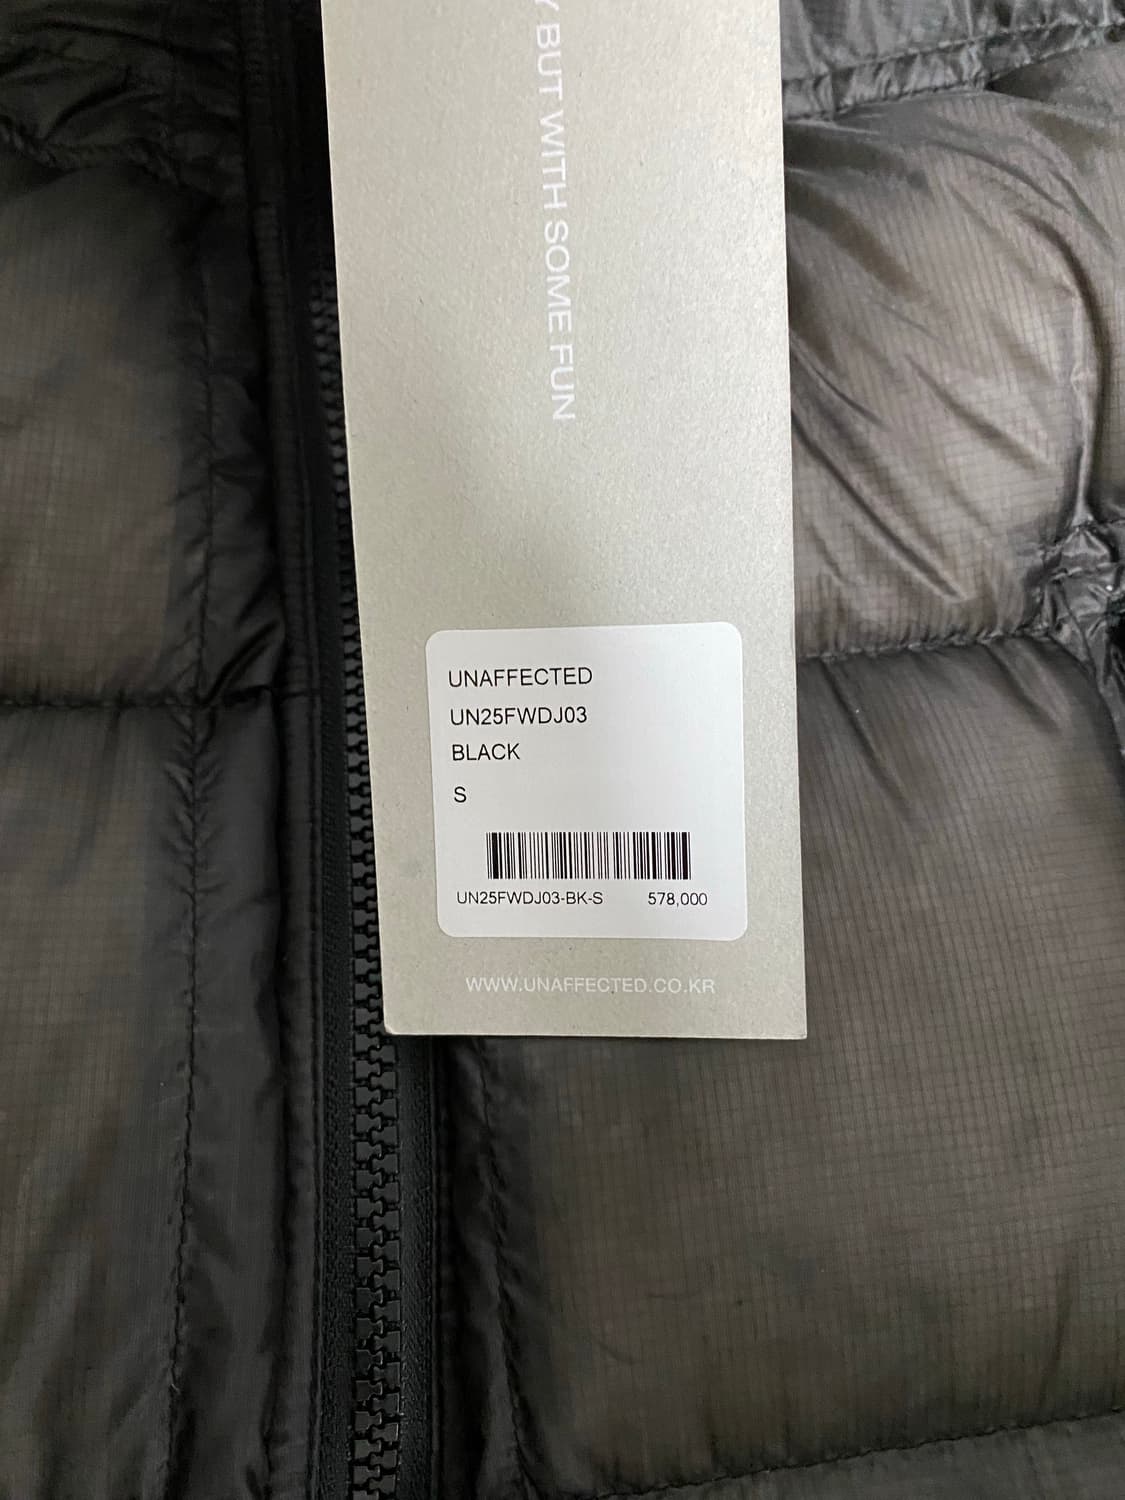 BUT WITH SOME FUN
UNAFFECTED
UN25FWDJ03
BLACK
S
UN25FWDJ03-BK-S 578,000
WWW.UNAFFECTED.CO.KR